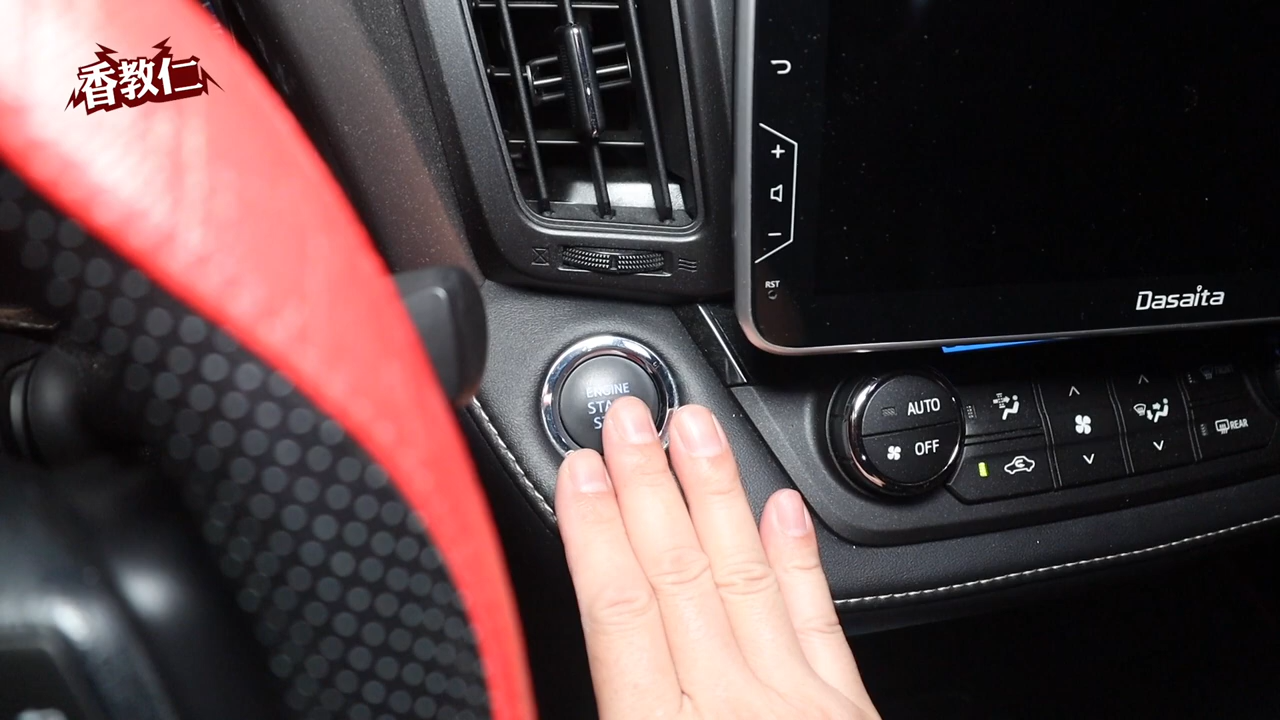 香教仁
RST
Dasaita
ENGINE
AUTO
OFF
REAR